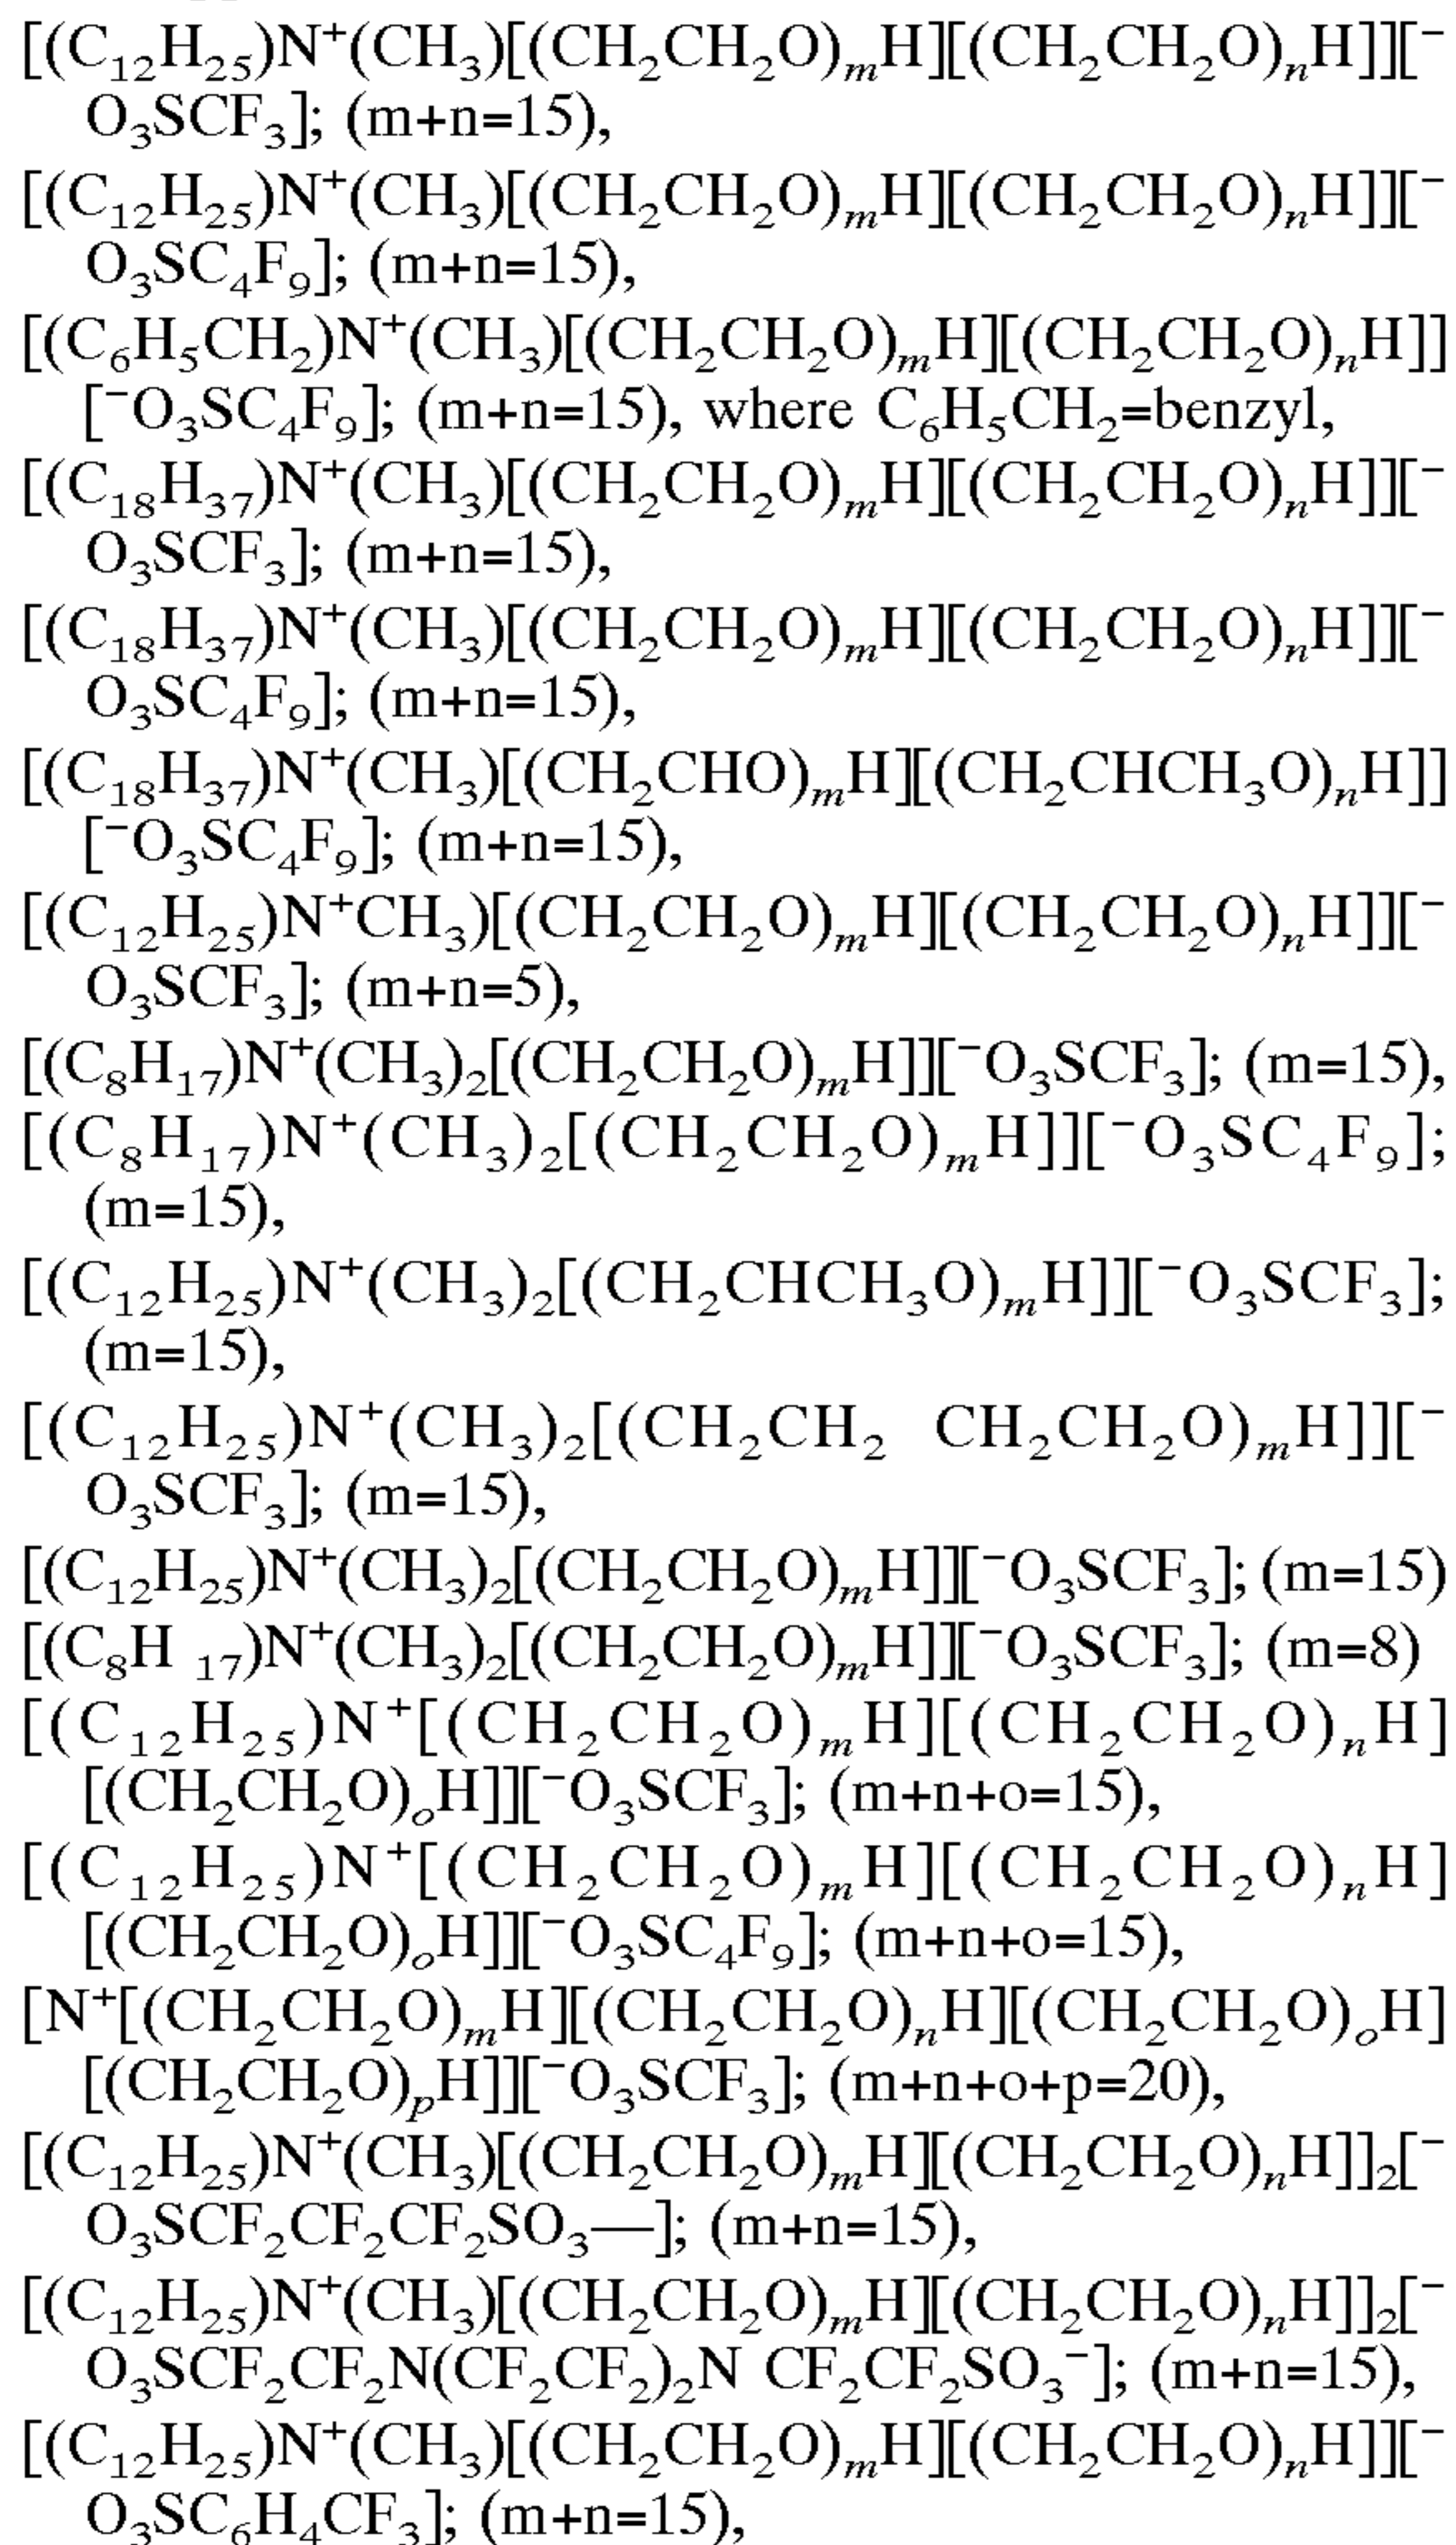 [(C₁₂H₂₅)N⁺(CH₃)[(CH₂CH₂O)ₘH][(CH₂CH₂O)ₙH]][⁻
O₃SCF₃]; (m+n=15),
[(C₁₂H₂₅)N⁺(CH₃)[(CH₂CH₂O)ₘH][(CH₂CH₂O)ₙH]][⁻
O₃SC₄F₉]; (m+n=15),
[(C₆H₅CH₂)N⁺(CH₃)[(CH₂CH₂O)ₘH][(CH₂CH₂O)ₙH]]
[⁻O₃SC₄F₉]; (m+n=15), where C₆H₅CH₂=benzyl,
[(C₁₈H₃₇)N⁺(CH₃)[(CH₂CH₂O)ₘH][(CH₂CH₂O)ₙH]][⁻
O₃SCF₃]; (m+n=15),
[(C₁₈H₃₇)N⁺(CH₃)[(CH₂CH₂O)ₘH][(CH₂CH₂O)ₙH]][⁻
O₃SC₄F₉]; (m+n=15),
[(C₁₈H₃₇)N⁺(CH₃)[(CH₂CHO)ₘH][(CH₂CHCH₃O)ₙH]]
[⁻O₃SC₄F₉]; (m+n=15),
[(C₁₂H₂₅)N⁺CH₃)[(CH₂CH₂O)ₘH][(CH₂CH₂O)ₙH]][⁻
O₃SCF₃]; (m+n=5),
[(C₈H₁₇)N⁺(CH₃)₂[(CH₂CH₂O)ₘH]][⁻O₃SCF₃]; (m=15),
[(C₈H₁₇)N⁺(CH₃)₂[(CH₂CH₂O)ₘH]][⁻O₃SC₄F₉];
(m=15),
[(C₁₂H₂₅)N⁺(CH₃)₂[(CH₂CHCH₃O)ₘH]][⁻O₃SCF₃];
(m=15),
[(C₁₂H₂₅)N⁺(CH₃)₂[(CH₂CH₂ CH₂CH₂O)ₘH]][⁻
O₃SCF₃]; (m=15),
[(C₁₂H₂₅)N⁺(CH₃)₂[(CH₂CH₂O)ₘH]][⁻O₃SCF₃]; (m=15)
[(C₈H ₁₇)N⁺(CH₃)₂[(CH₂CH₂O)ₘH]][⁻O₃SCF₃]; (m=8)
[(C₁₂H₂₅)N⁺[(CH₂CH₂O)ₘH][(CH₂CH₂O)ₙH]
[(CH₂CH₂O)ₒH]][⁻O₃SCF₃]; (m+n+o=15),
[(C₁₂H₂₅)N⁺[(CH₂CH₂O)ₘH][(CH₂CH₂O)ₙH]
[(CH₂CH₂O)ₒH]][⁻O₃SC₄F₉]; (m+n+o=15),
[N⁺[(CH₂CH₂O)ₘH][(CH₂CH₂O)ₙH][(CH₂CH₂O)ₒH]
[(CH₂CH₂O)ₚH]][⁻O₃SCF₃]; (m+n+o+p=20),
[(C₁₂H₂₅)N⁺(CH₃)[(CH₂CH₂O)ₘH][(CH₂CH₂O)ₙH]]₂[⁻
O₃SCF₂CF₂CF₂SO₃—]; (m+n=15),
[(C₁₂H₂₅)N⁺(CH₃)[(CH₂CH₂O)ₘH][(CH₂CH₂O)ₙH]]₂[⁻
O₃SCF₂CF₂N(CF₂CF₂)₂N CF₂CF₂SO₃⁻]; (m+n=15),
[(C₁₂H₂₅)N⁺(CH₃)[(CH₂CH₂O)ₘH][(CH₂CH₂O)ₙH]][⁻
O₃SC₆H₄CF₃]; (m+n=15),